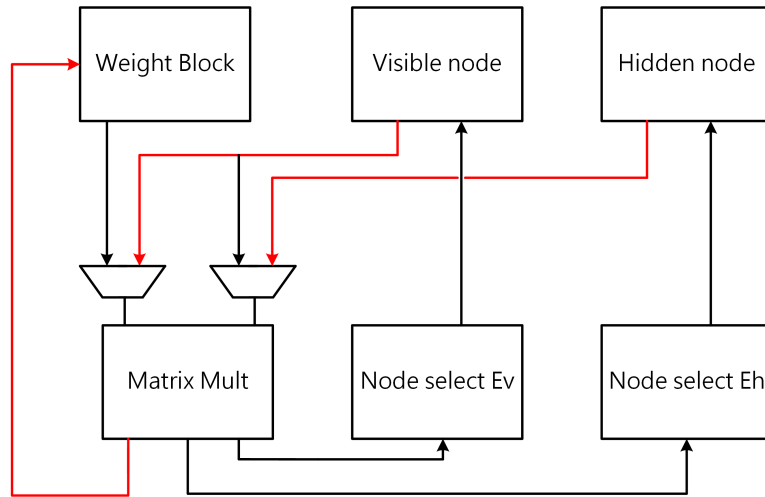 Weight Block
Visible node
Hidden node
Matrix Mult
Node select Ev
Node select Eh